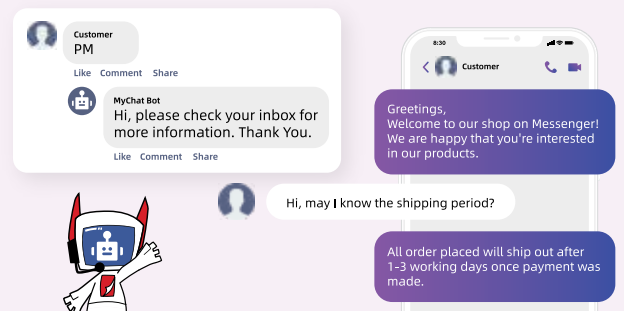 Customer
PM
Like Comment Share
MyChat Bot
Hi, please check your inbox for
more information. Thank You.
Like Comment Share
8:30
Customer
Greetings,
Welcome to our shop on Messenger!
We are happy that you're interested
in our products.
Hi, may I know the shipping period?
All order placed will ship out after
1-3 working days once payment was
made.